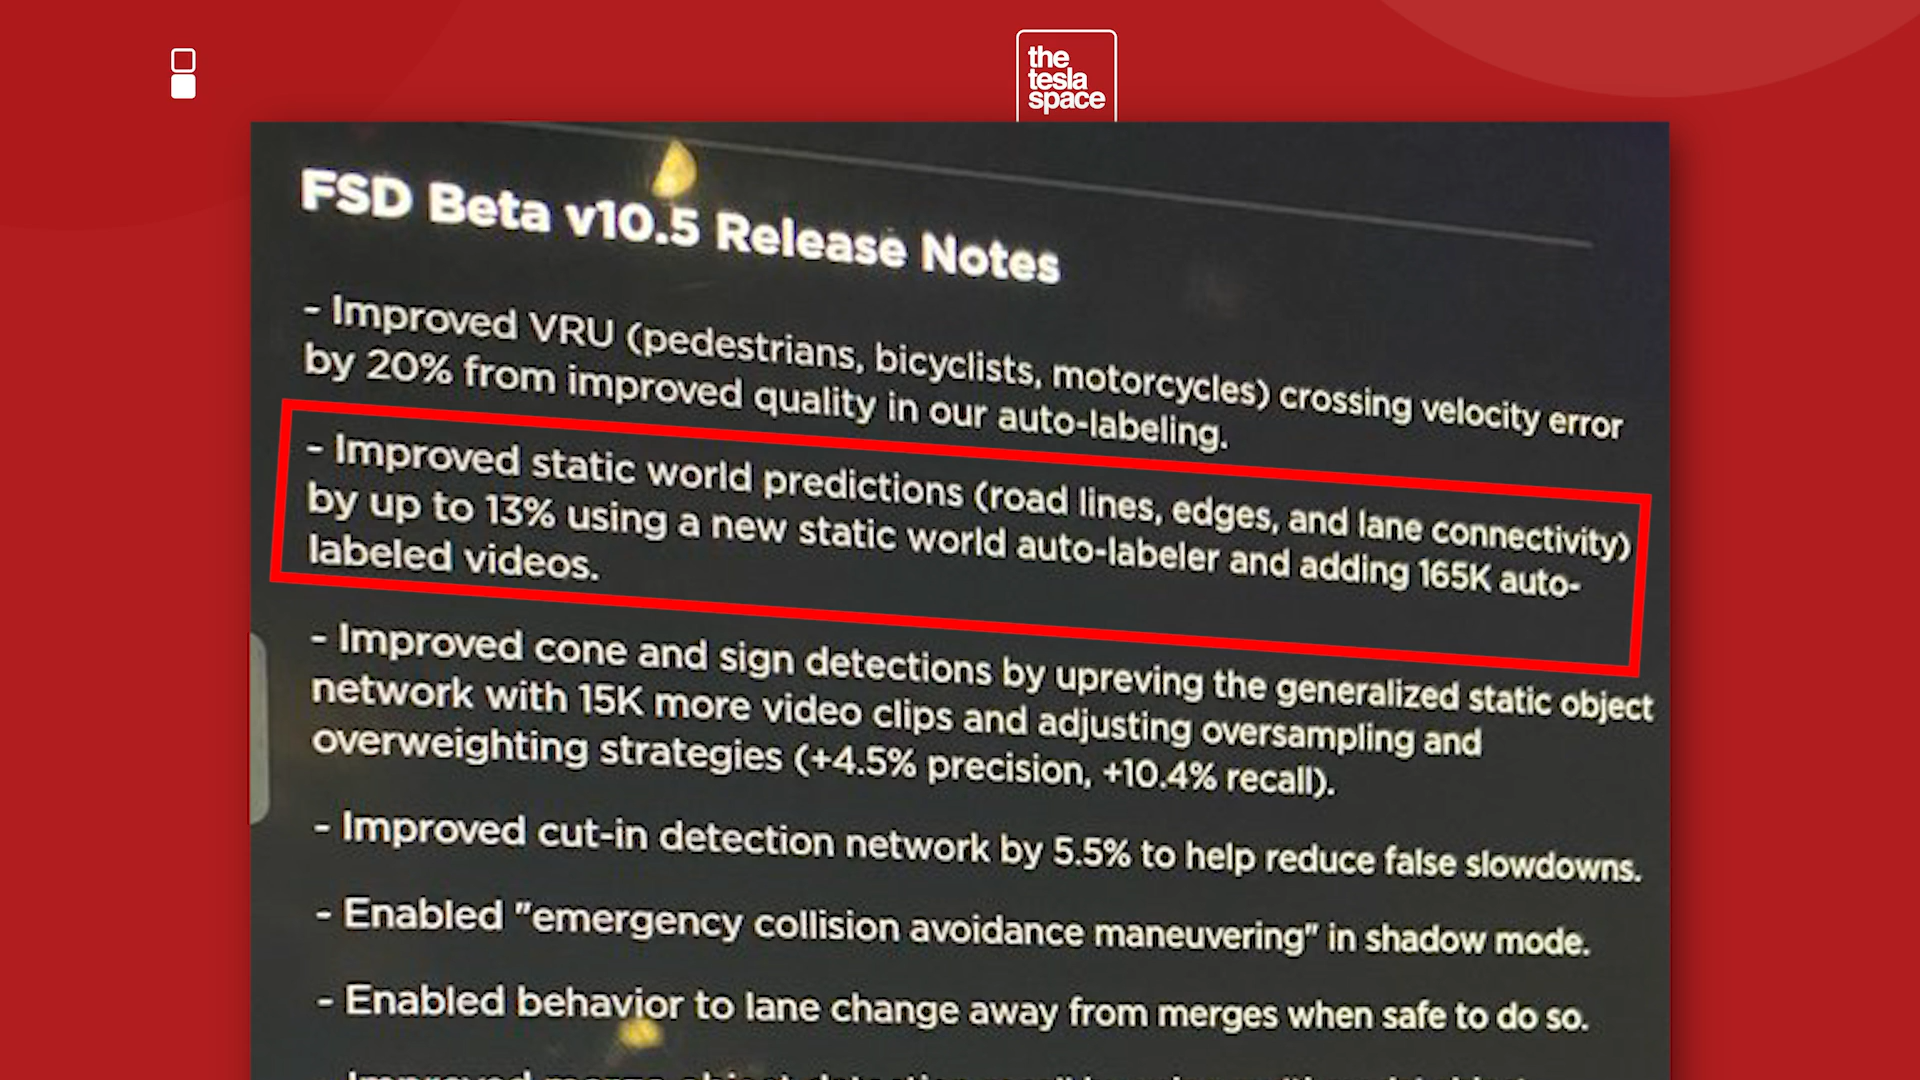 the
tesla
space
FSD Beta v10.5 Release Notes
- Improved VRU (pedestrians, bicyclists, motorcycles) crossing velocity error
by 20% from improved quality in our auto-labeling.
- Improved static world predictions (road lines, edges, and lane connectivity)
by up to 13% using a new static world auto-labeler and adding 165K auto-
labeled videos.
- Improved cone and sign detections by upreving the generalized static object
network with 15K more video clips and adjusting oversampling and
overweighting strategies (+4.5% precision, +10.4% recall).
- Improved cut-in detection network by 5.5% to help reduce false slowdowns.
- Enabled "emergency collision avoidance maneuvering" in shadow mode.
- Enabled behavior to lane change away from merges when safe to do so.
- Improved merge object detection